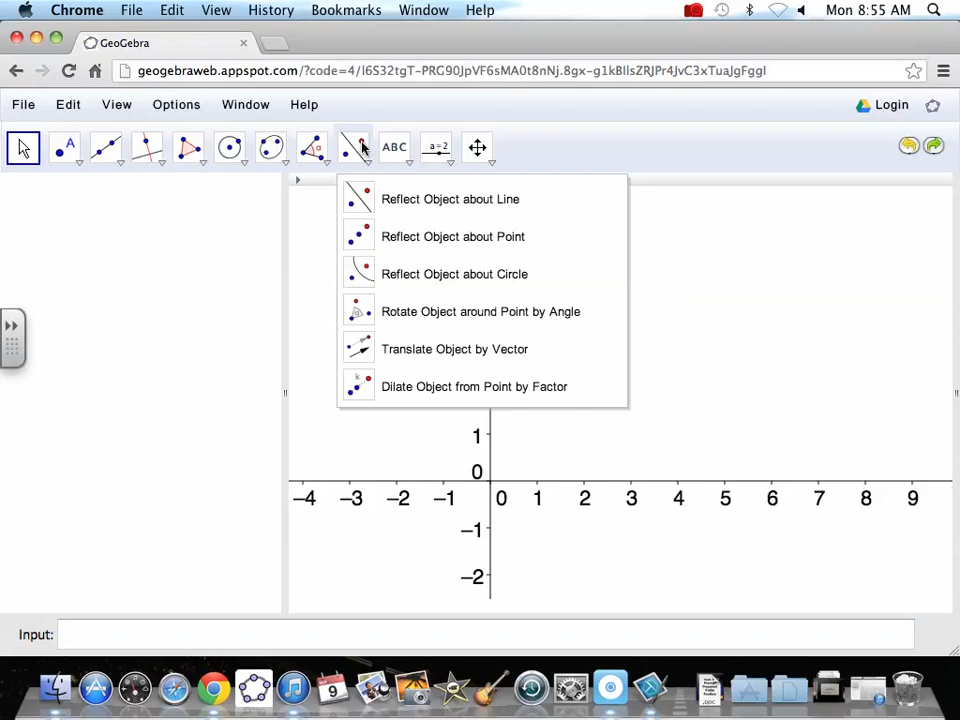 Chrome File Edit View History Bookmarks Window Help Mon 8:55 AM
GeoGebra
geogebraweb.appspot.com/?code=4/I6S32tgT-PRG90JpVF6sMA0t8nNj.8gx-g1kBIlsZRJPr4JvC3xTuaJgFggI
File Edit View Options Window Help Login
A α ABC a=2
Reflect Object about Line
Reflect Object about Point
Reflect Object about Circle
Rotate Object around Point by Angle
Translate Object by Vector
k Dilate Object from Point by Factor
1
0
–4 –3 –2 –1 0 1 2 3 4 5 6 7 8 9
–1
–2
Input:
9